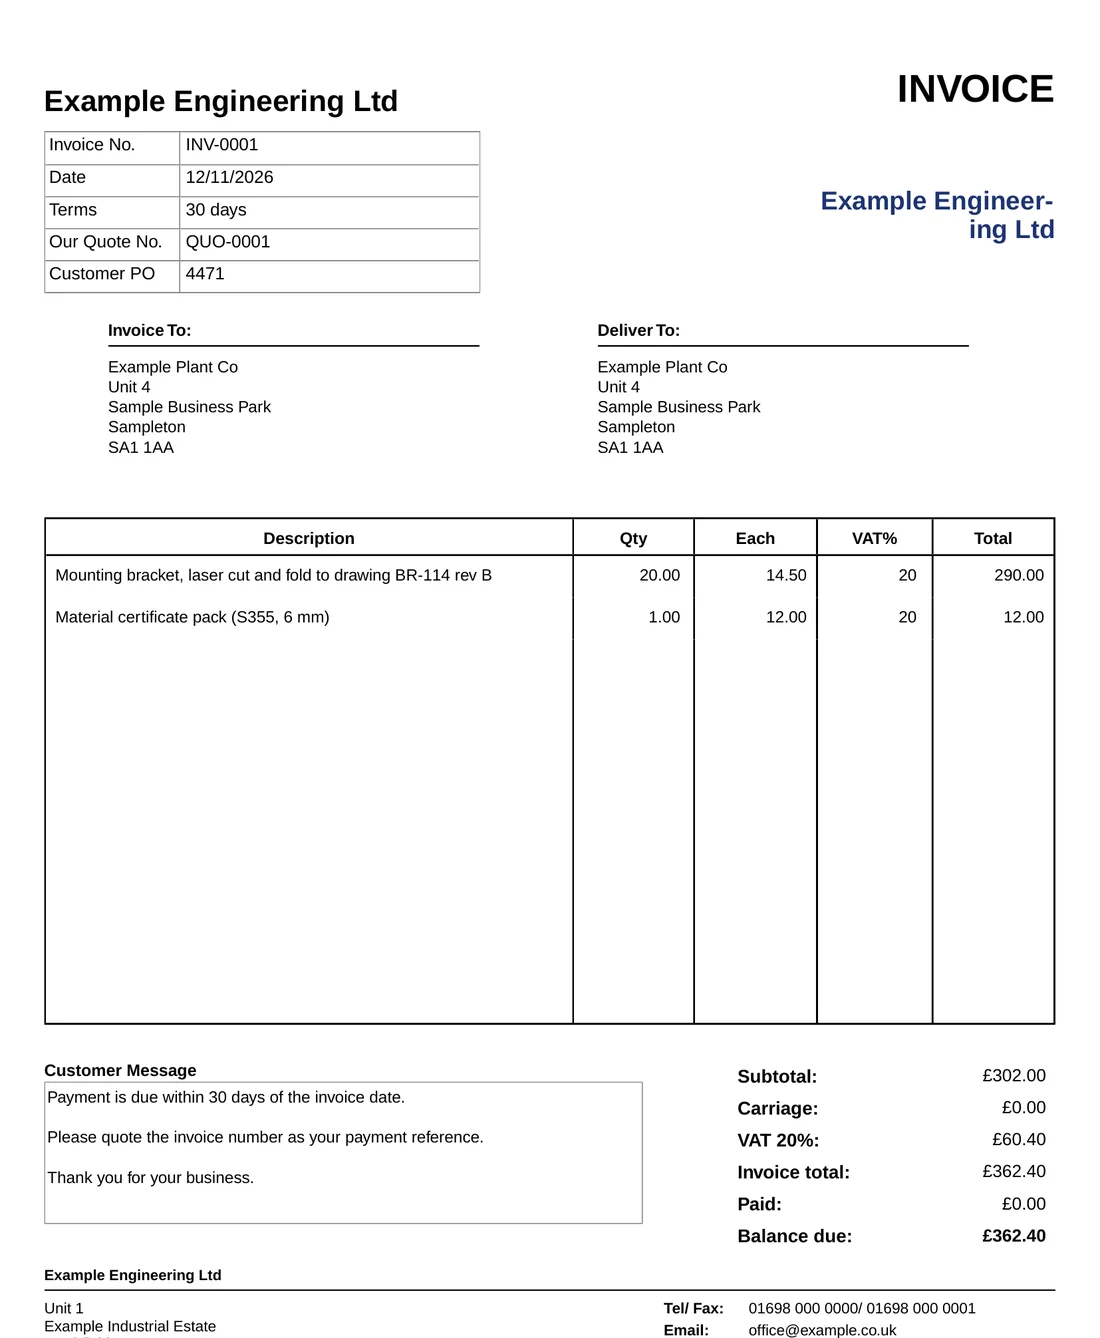 INVOICE
Example Engineering Ltd
Invoice No. INV-0001
Date 12/11/2026
Terms 30 days
Our Quote No. QUO-0001
Customer PO 4471
Example Engineer-
ing Ltd
Invoice To:
Example Plant Co
Unit 4
Sample Business Park
Sampleton
SA1 1AA
Deliver To:
Example Plant Co
Unit 4
Sample Business Park
Sampleton
SA1 1AA
Description Qty Each VAT% Total
Mounting bracket, laser cut and fold to drawing BR-114 rev B 20.00 14.50 20 290.00
Material certificate pack (S355, 6 mm) 1.00 12.00 20 12.00
Customer Message
Payment is due within 30 days of the invoice date.
Please quote the invoice number as your payment reference.
Thank you for your business.
Subtotal: £302.00
Carriage: £0.00
VAT 20%: £60.40
Invoice total: £362.40
Paid: £0.00
Balance due: £362.40
Example Engineering Ltd
Unit 1
Example Industrial Estate
Tel/ Fax: 01698 000 0000/ 01698 000 0001
Email: office@example.co.uk